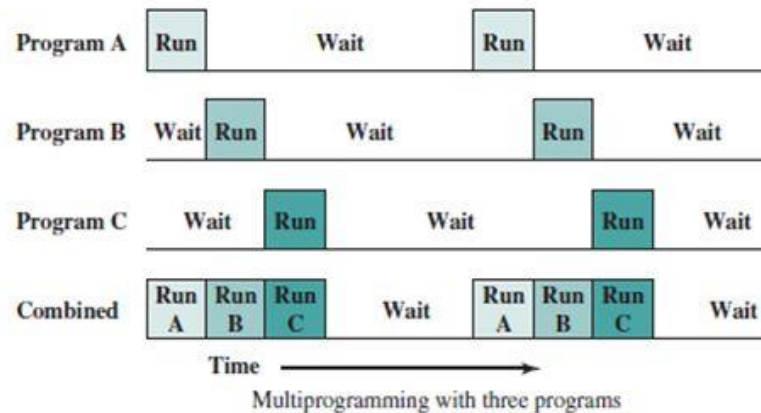 Program A Run Wait Run Wait
Program B Wait Run Wait Run Wait
Program C Wait Run Wait Run Wait
Run Run Run Run Run Run
Combined Wait Wait
A B C A B C
Time
Multiprogramming with three programs